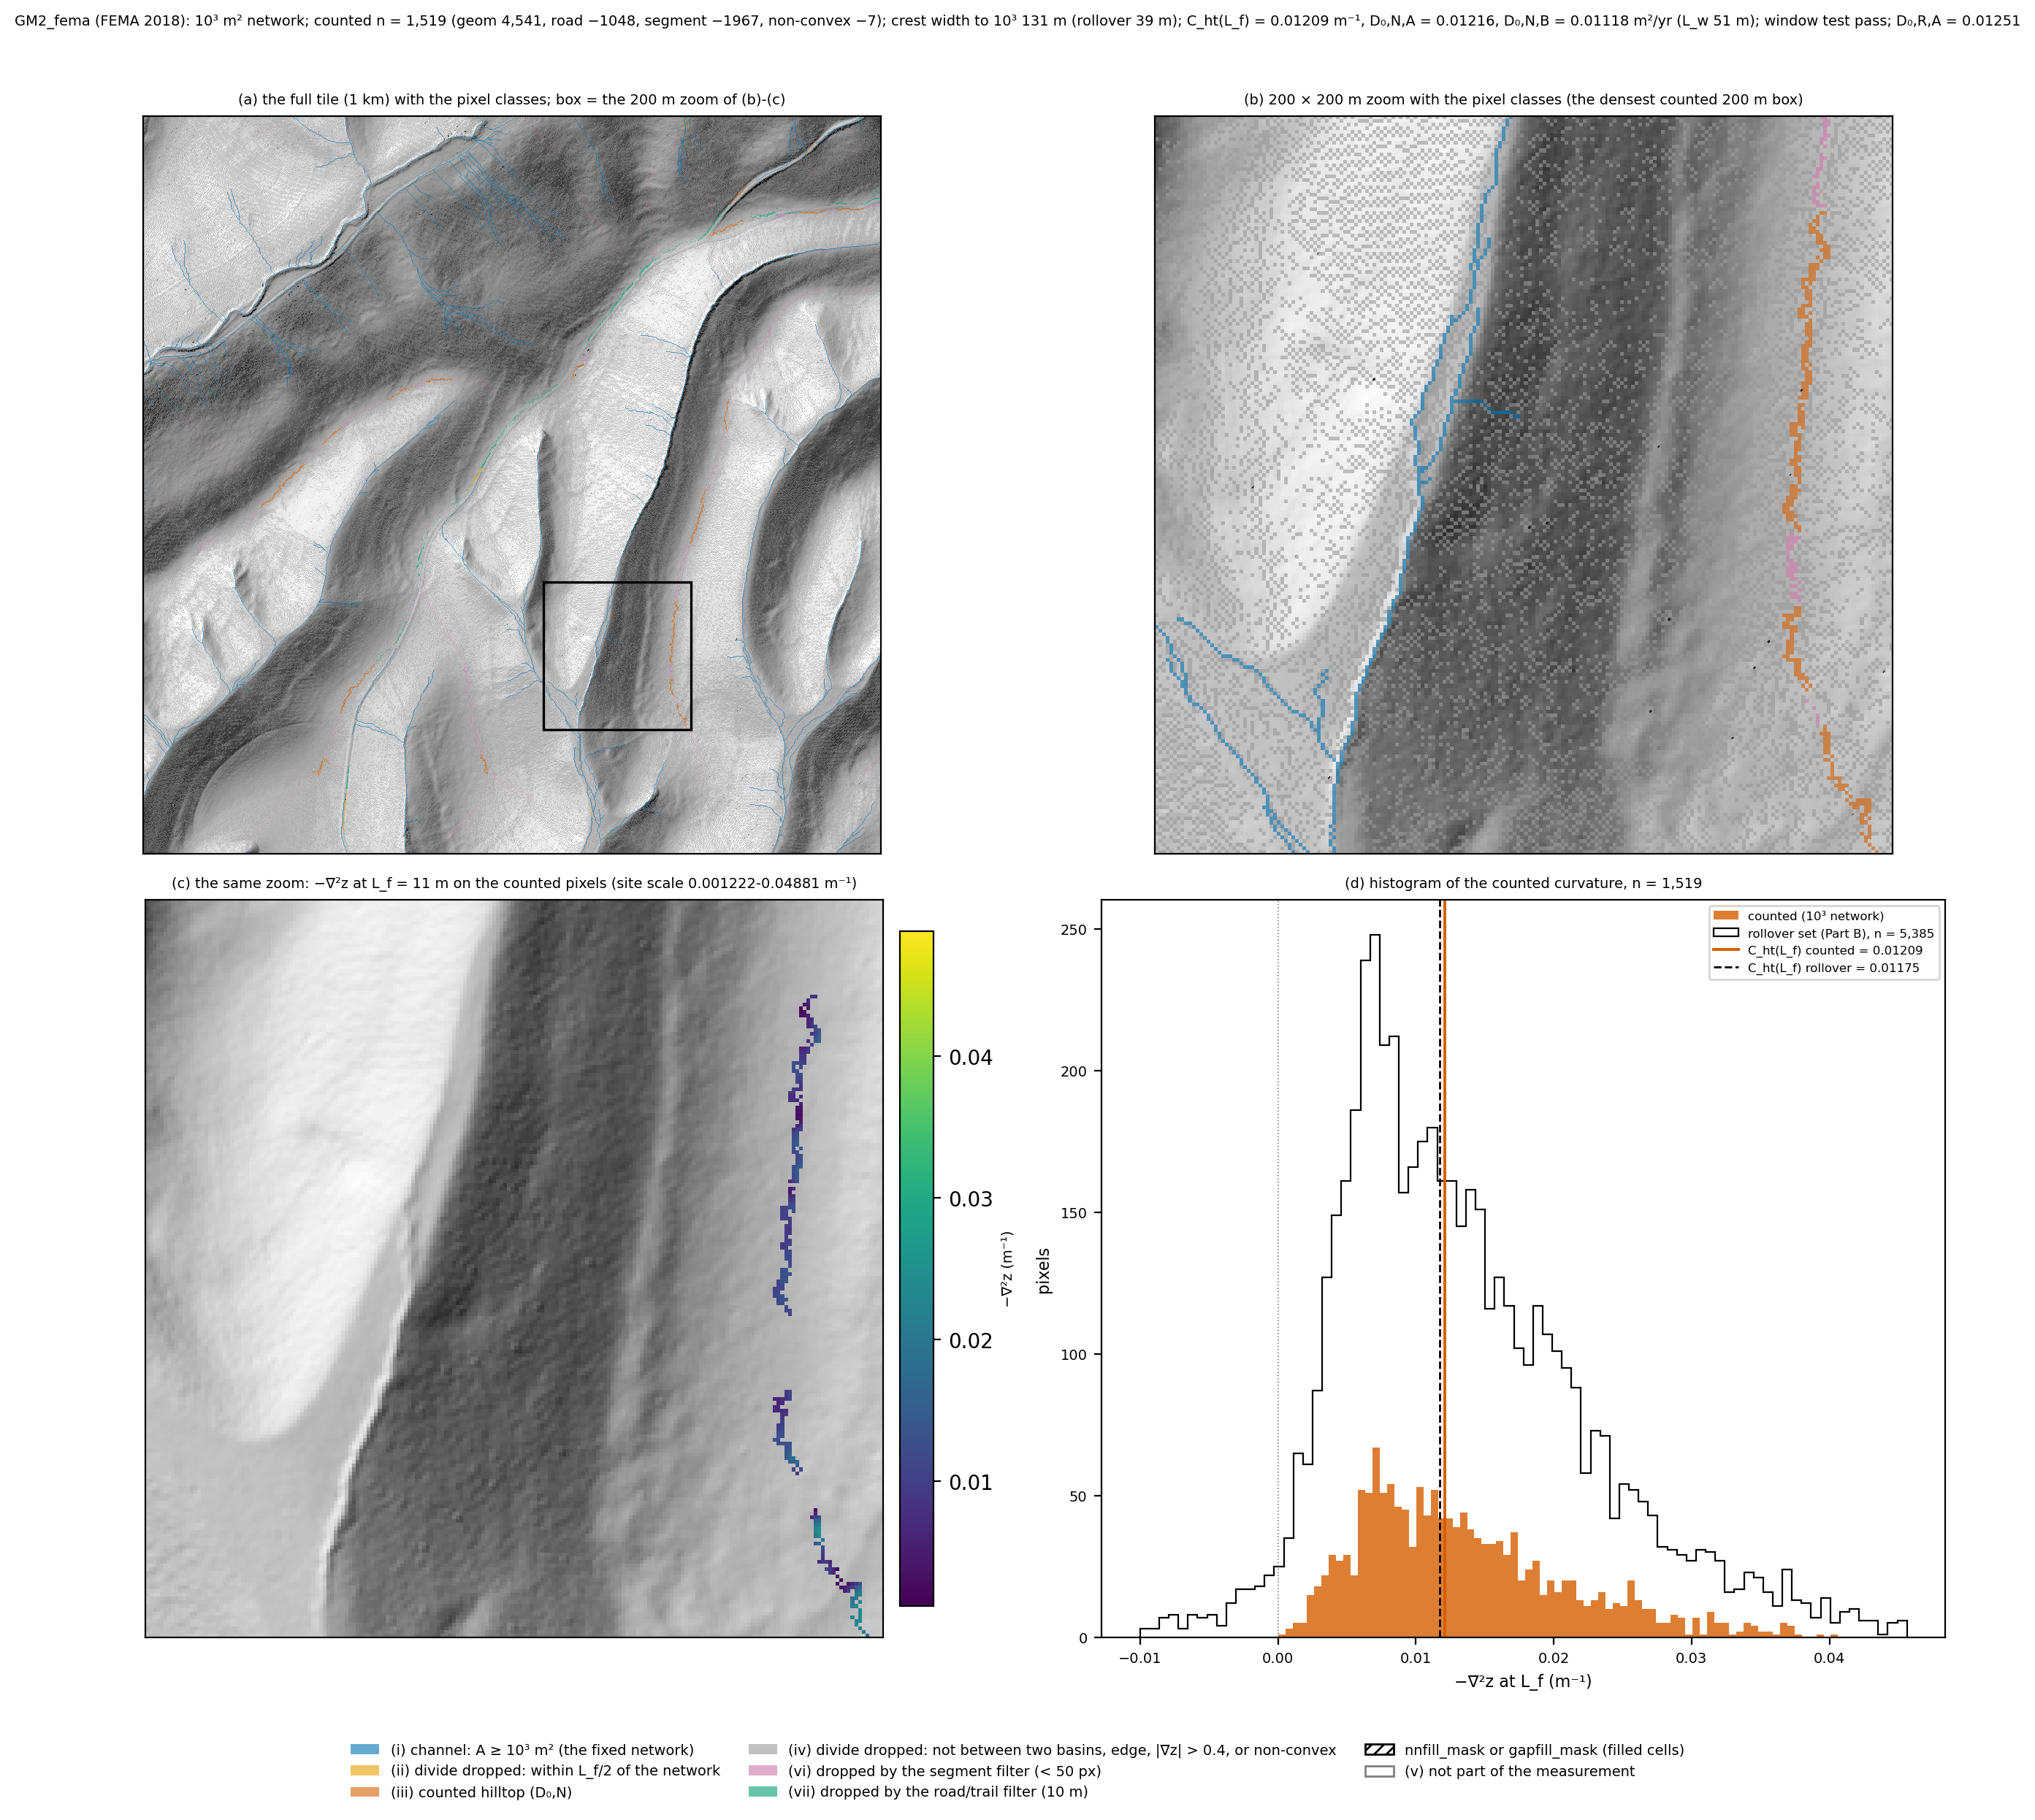 GM2_fema (FEMA 2018): 10³ m² network; counted n = 1,519 (geom 4,541, road −1048, segment −1967, non-convex −7); crest width to 10³ 131 m (rollover 39 m); C_ht(L_f) = 0.01209 m⁻¹, D₀,N,A = 0.01216, D₀,N,B = 0.01118 m²/yr (L_w 51 m); window test pass; D₀,R,A = 0.01251
(a) the full tile (1 km) with the pixel classes; box = the 200 m zoom of (b)-(c)
(b) 200 × 200 m zoom with the pixel classes (the densest counted 200 m box)
(c) the same zoom: −∇²z at L_f = 11 m on the counted pixels (site scale 0.001222-0.04881 m⁻¹)
0.04
0.03
0.02
0.01
−∇²z (m⁻¹)
(d) histogram of the counted curvature, n = 1,519
counted (10³ network)
rollover set (Part B), n = 5,385
C_ht(L_f) counted = 0.01209
C_ht(L_f) rollover = 0.01175
250
200
150
100
50
0
pixels
−0.01 0.00 0.01 0.02 0.03 0.04
−∇²z at L_f (m⁻¹)
(i) channel: A ≥ 10³ m² (the fixed network)
(ii) divide dropped: within L_f/2 of the network
(iii) counted hilltop (D₀,N)
(iv) divide dropped: not between two basins, edge, |∇z| > 0.4, or non-convex
(vi) dropped by the segment filter (< 50 px)
(vii) dropped by the road/trail filter (10 m)
nnfill_mask or gapfill_mask (filled cells)
(v) not part of the measurement